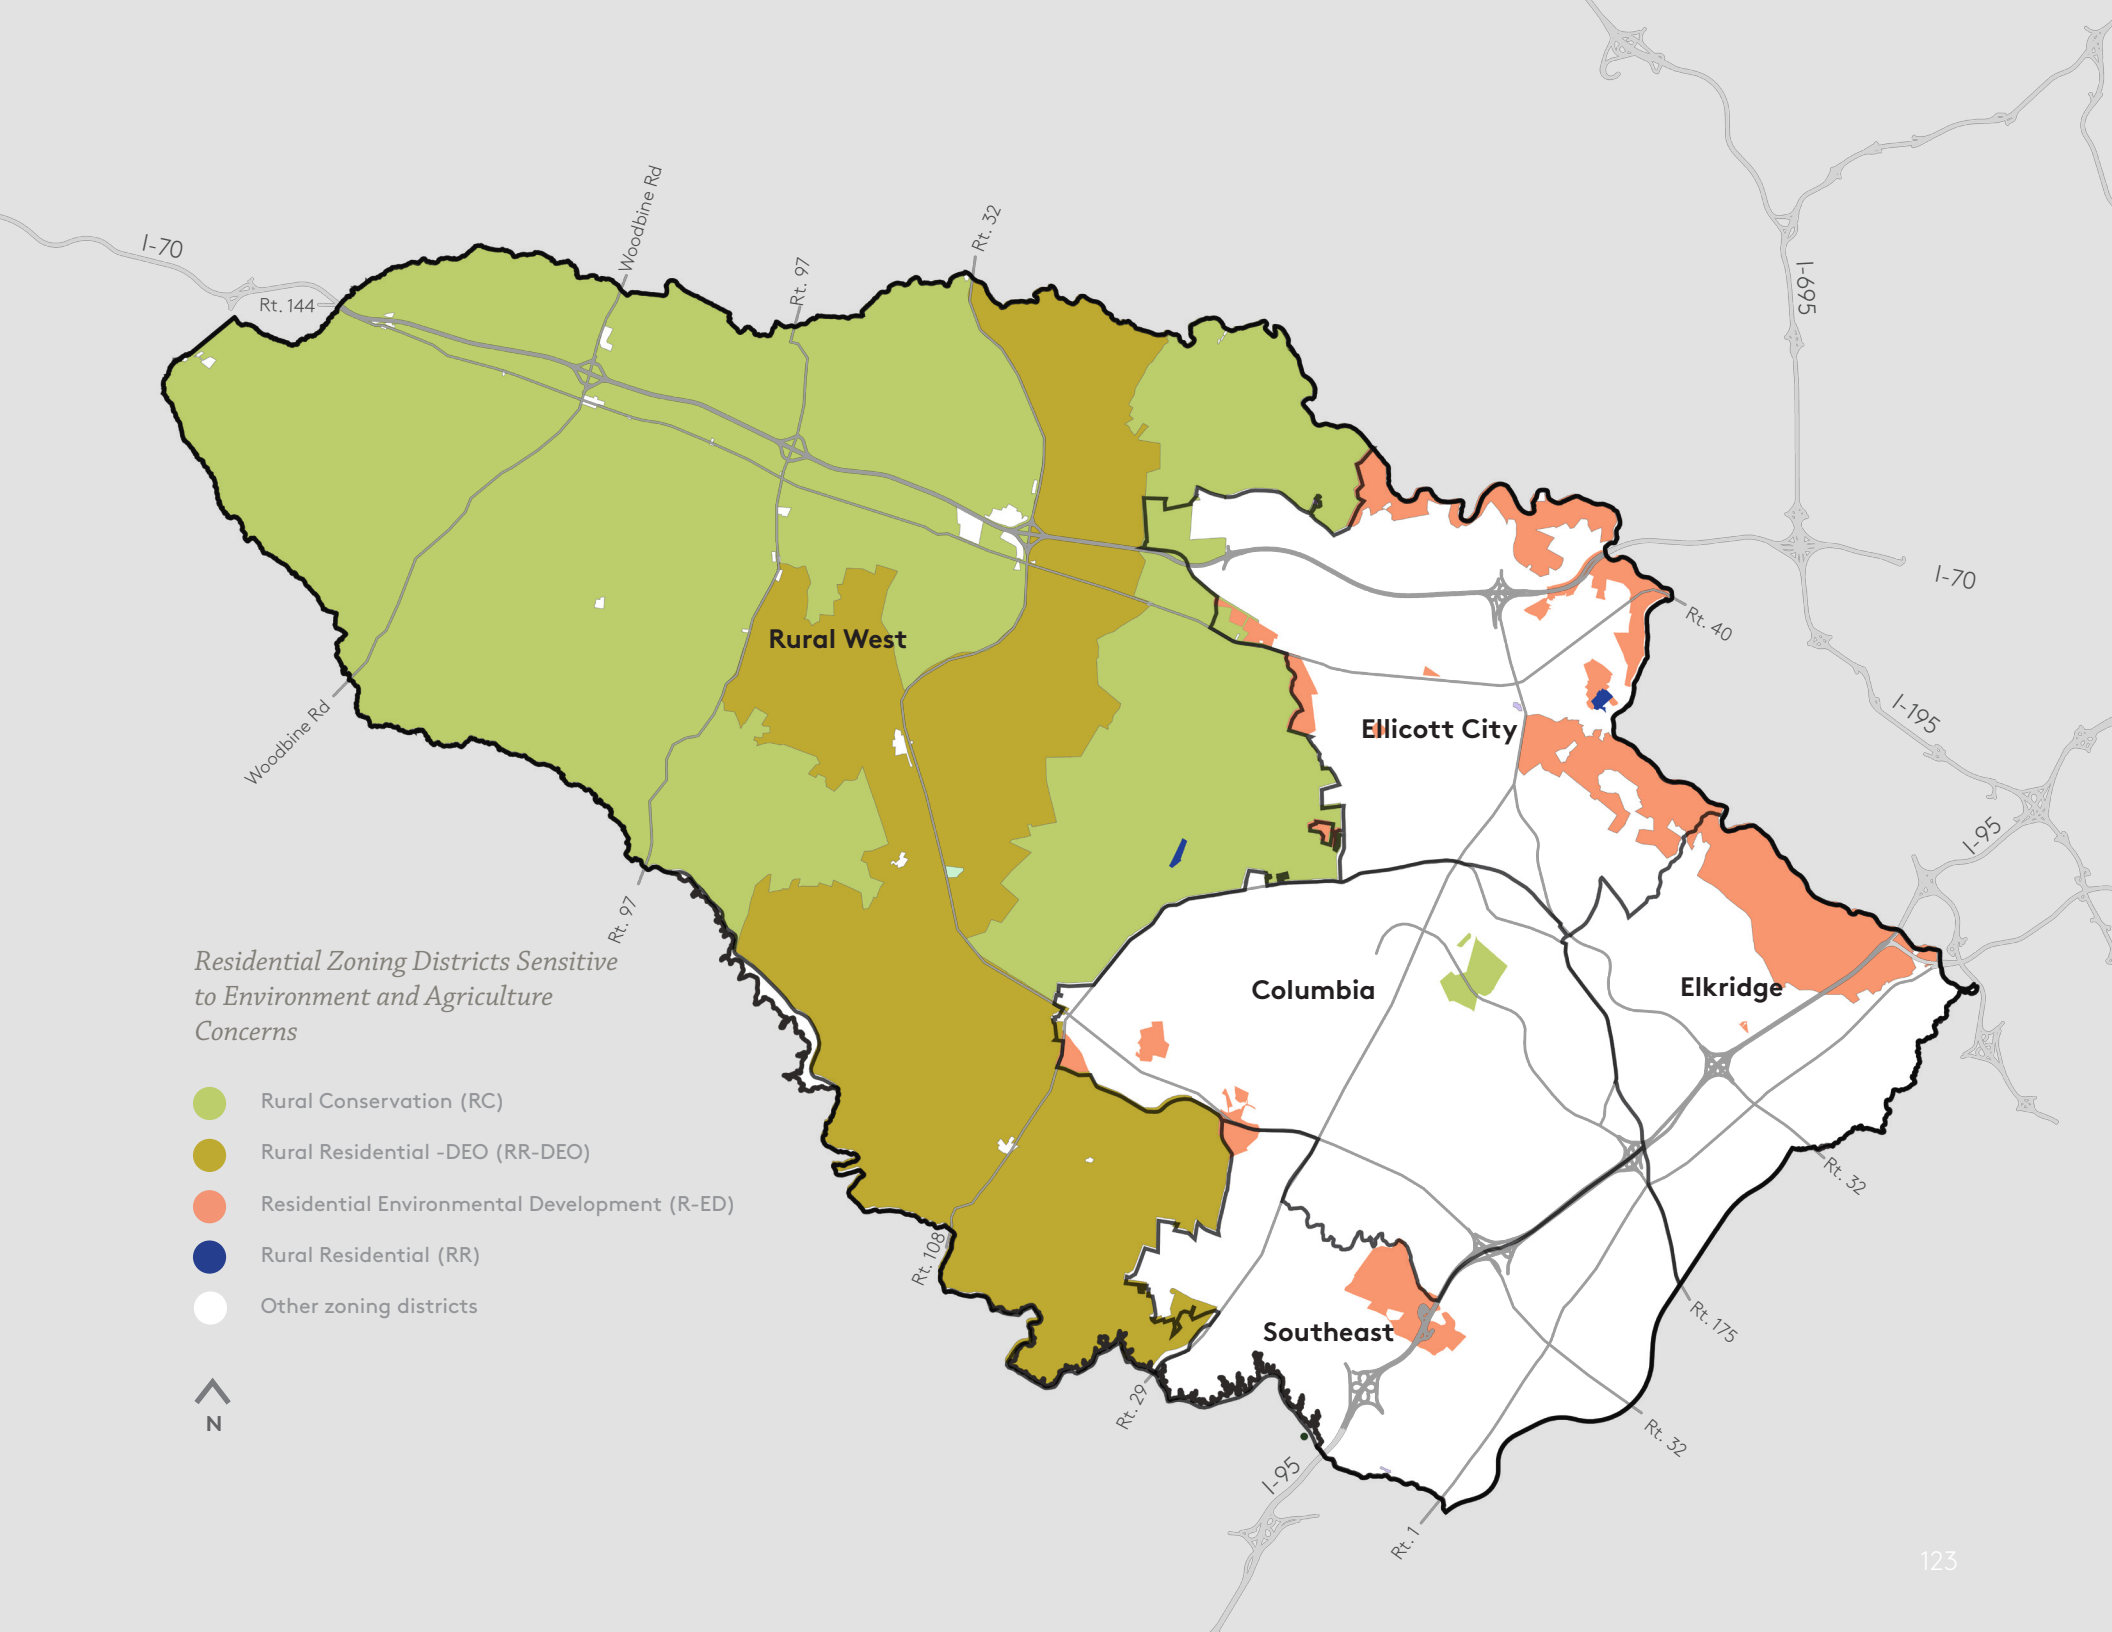 I-70
Rt. 144
Woodbine Rd
Rt. 97
Rt. 32
I-695
I-70
Rt. 40
Rural West
I-195
Ellicott City
Woodbine Rd
I-95
Rt. 97
Columbia
Elkridge
Residential Zoning Districts Sensitive
to Environment and Agriculture
Concerns
Rural Conservation (RC)
Rural Residential -DEO (RR-DEO)
Residential Environmental Development (R-ED)
Rural Residential (RR)
Other zoning districts
N
Rt. 108
Rt. 32
Rt. 175
Southeast
Rt. 29
Rt. 32
I-95
Rt. 1
123